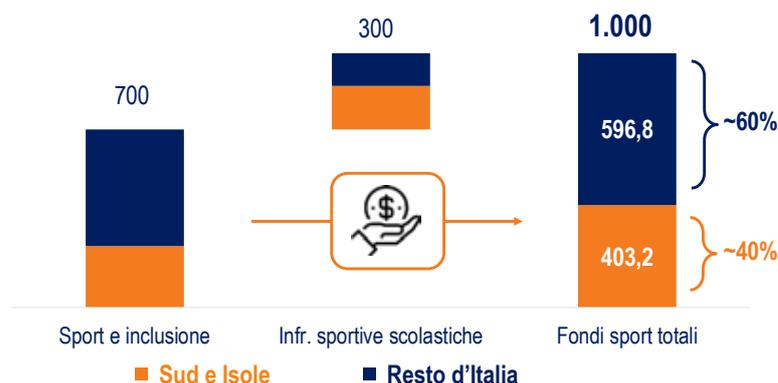 300
1.000
700
596,8
~60%
$
403,2
~40%
Sport e inclusione
Infr. sportive scolastiche
Fondi sport totali
Sud e Isole
Resto d'Italia